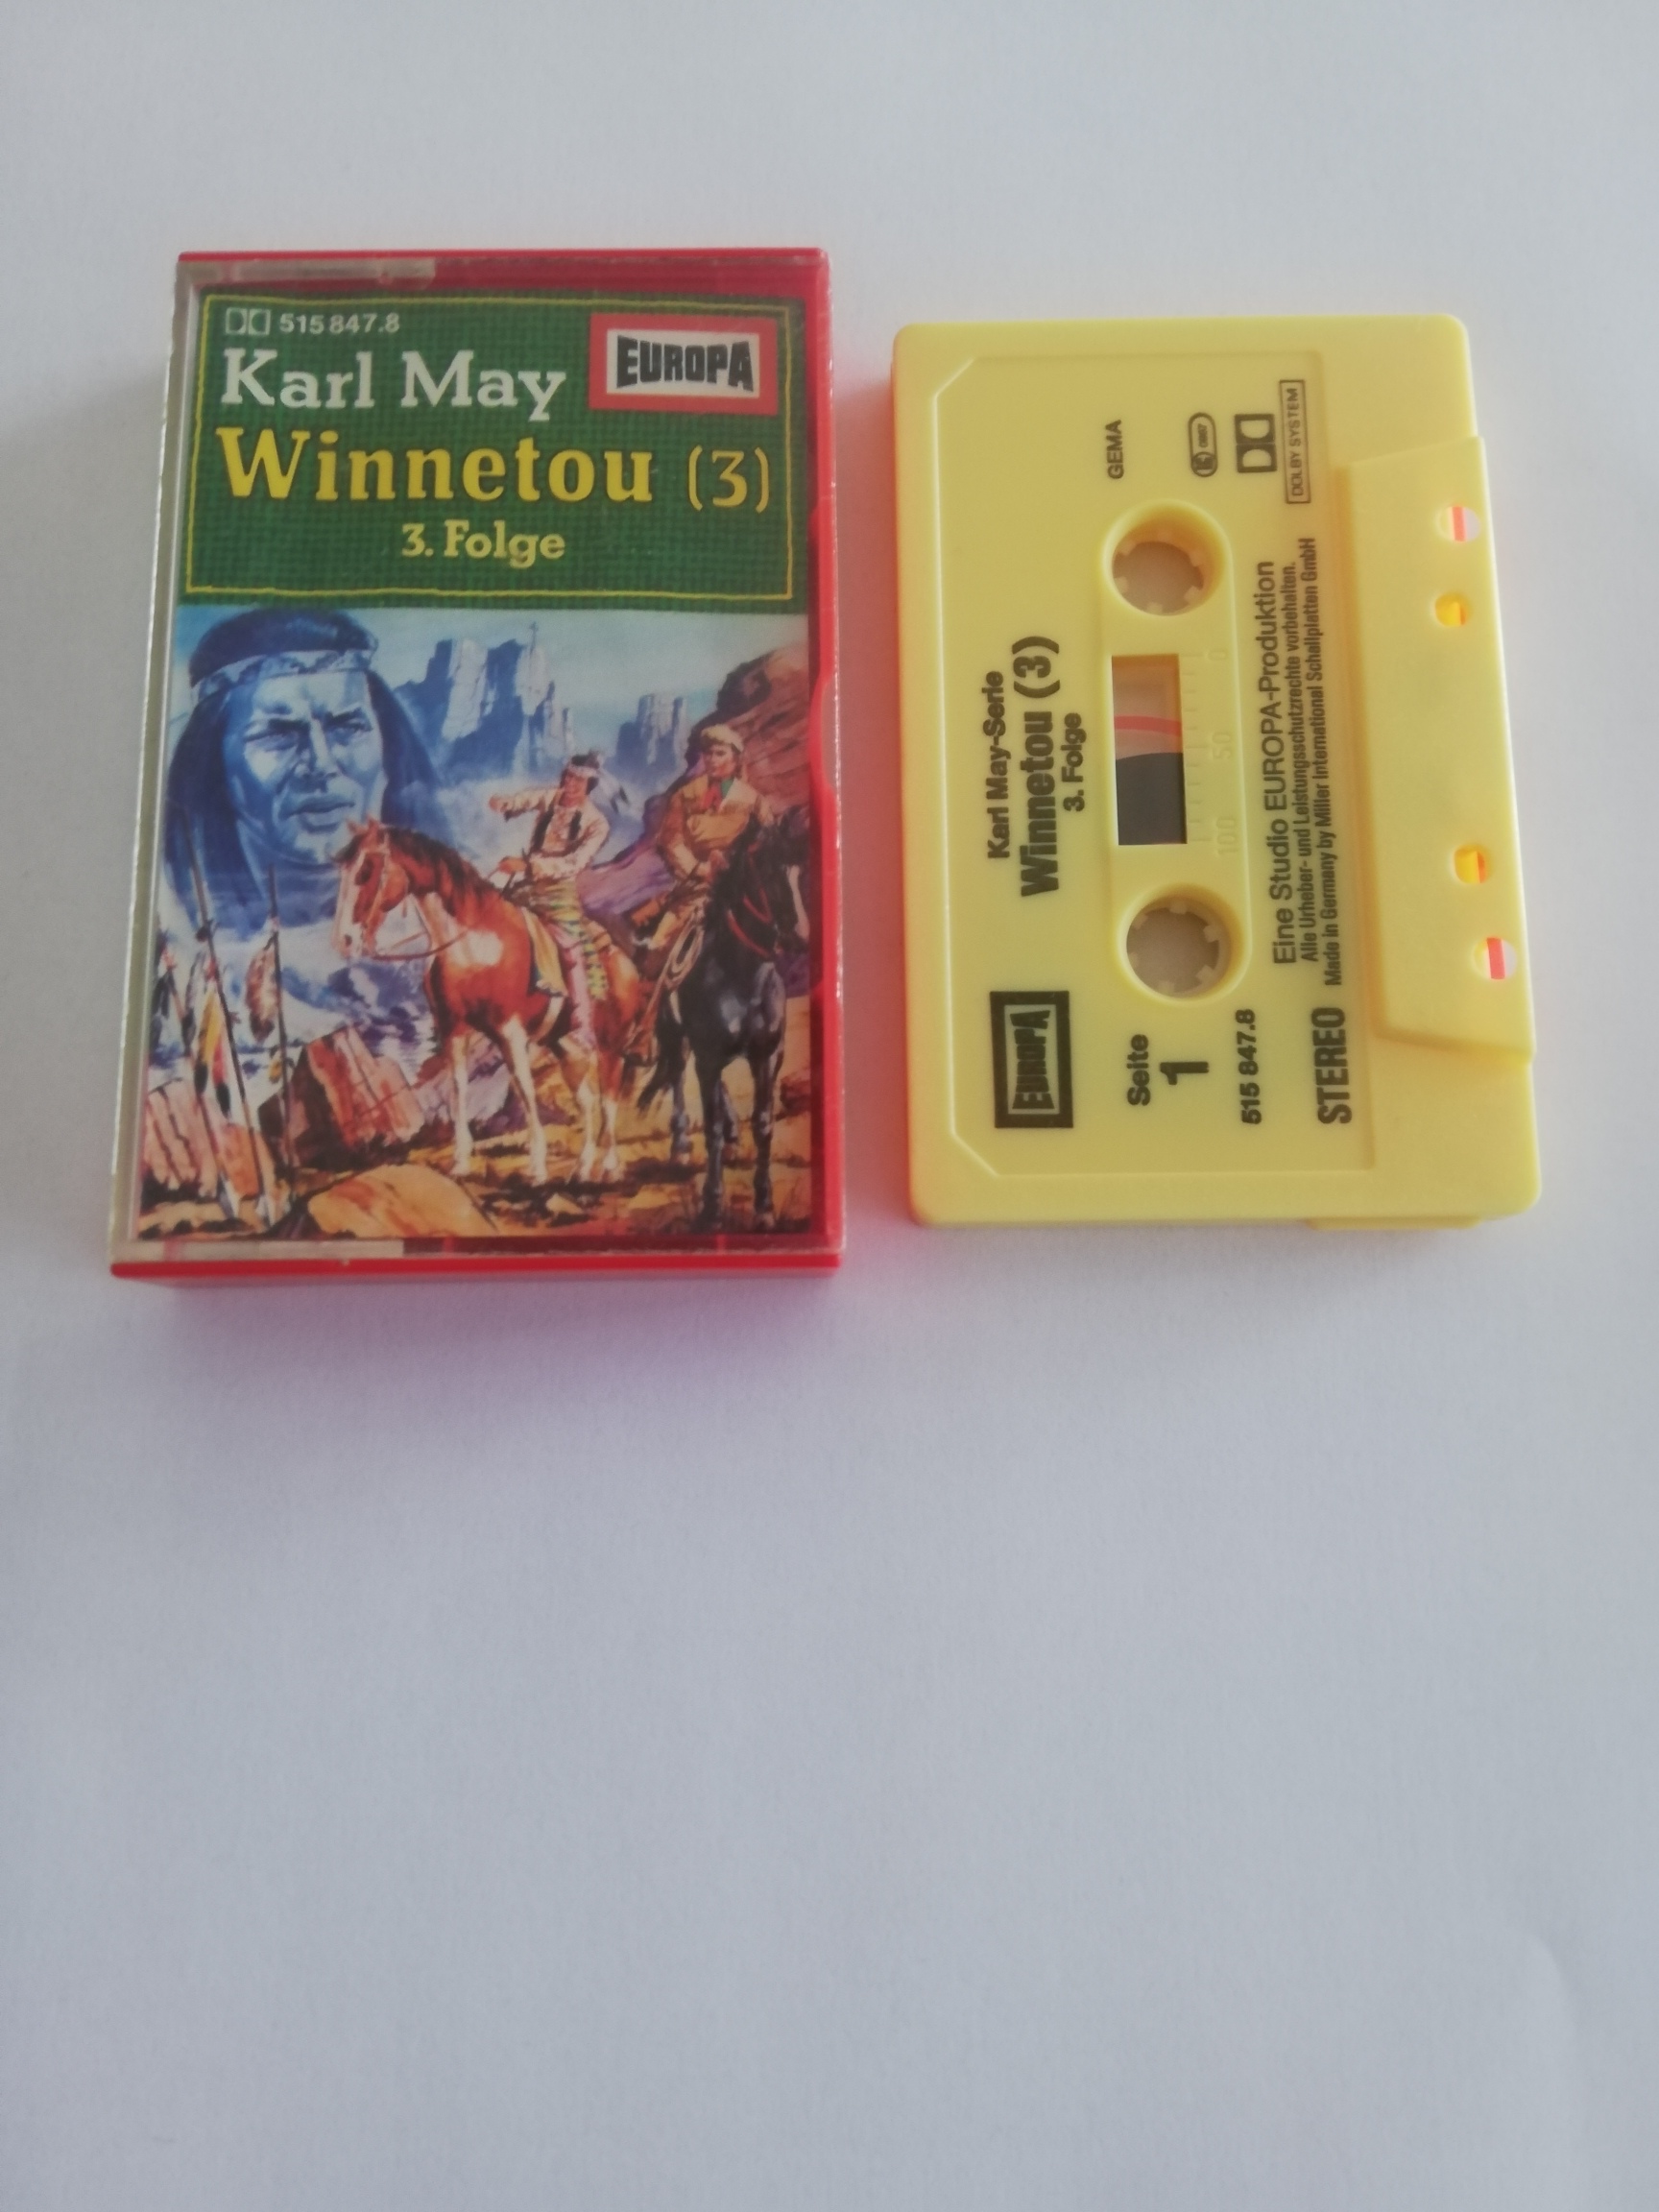 515 847.8
Karl May
EUROPA
Winnetou (3)
3. Folge
Karl May-Serie
Winnetou (3)
3. Folge
EUROPA
GEMA
Seite
1
515 847.8
DOLBY SYSTEM
Eine Studio EUROPA-Produktion
Alle Urheber- und Leistungsschutzrechte vorbehalten.
STEREO
Made in Germany by Miller International Schallplatten GmbH
100 50 0